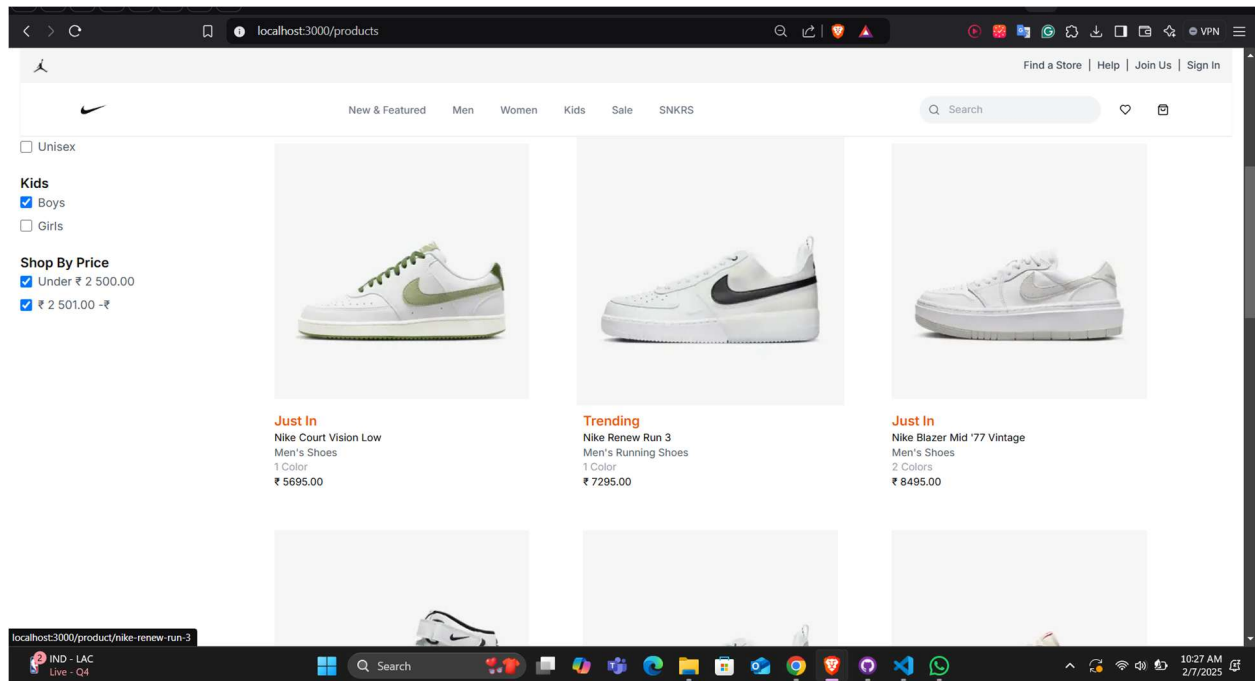 localhost:3000/products
VPN
Find a Store | Help | Join Us | Sign In
New & Featured Men Women Kids Sale SNKRS
Search
Unisex
Kids
Boys
Girls
Shop By Price
Under ₹ 2 500.00
₹ 2 501.00 -₹
Just In
Nike Court Vision Low
Men's Shoes
1 Color
₹ 5695.00
Trending
Nike Renew Run 3
Men's Running Shoes
1 Color
₹ 7295.00
Just In
Nike Blazer Mid '77 Vintage
Men's Shoes
2 Colors
₹ 8495.00
localhost:3000/product/nike-renew-run-3
2
IND - LAC
Live - Q4
Search
10:27 AM
2/7/2025